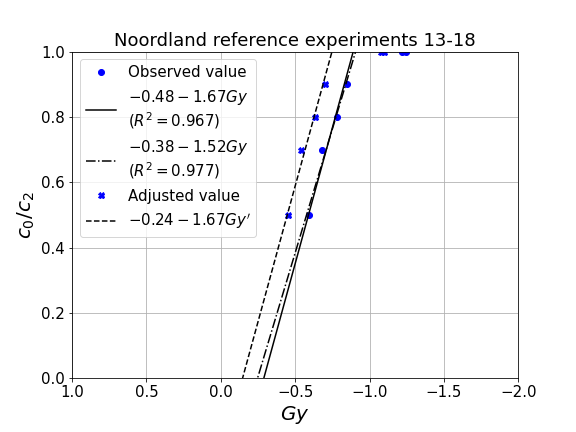 Noordland reference experiments 13-18
c₀/c₂
1.0
0.8
0.6
0.4
0.2
0.0
Observed value
−0.48 − 1.67Gy
(R² = 0.967)
−0.38 − 1.52Gy
(R² = 0.977)
Adjusted value
−0.24 − 1.67Gy′
1.0 0.5 0.0 −0.5 −1.0 −1.5 −2.0
Gy